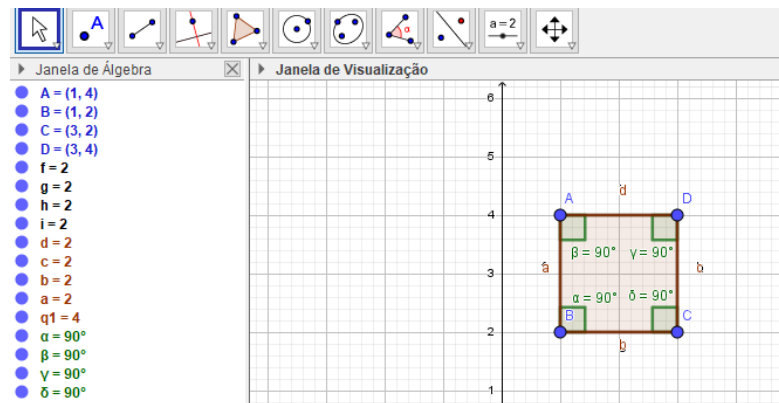 A
α
a = 2
Janela de Álgebra
Janela de Visualização
A = (1, 4)
B = (1, 2)
C = (3, 2)
D = (3, 4)
f = 2
g = 2
h = 2
i = 2
d = 2
c = 2
b = 2
a = 2
q1 = 4
α = 90°
β = 90°
γ = 90°
δ = 90°
6
5
d
A D
4
β = 90° γ = 90°
3 a b
α = 90° δ = 90°
B C
2
b
1